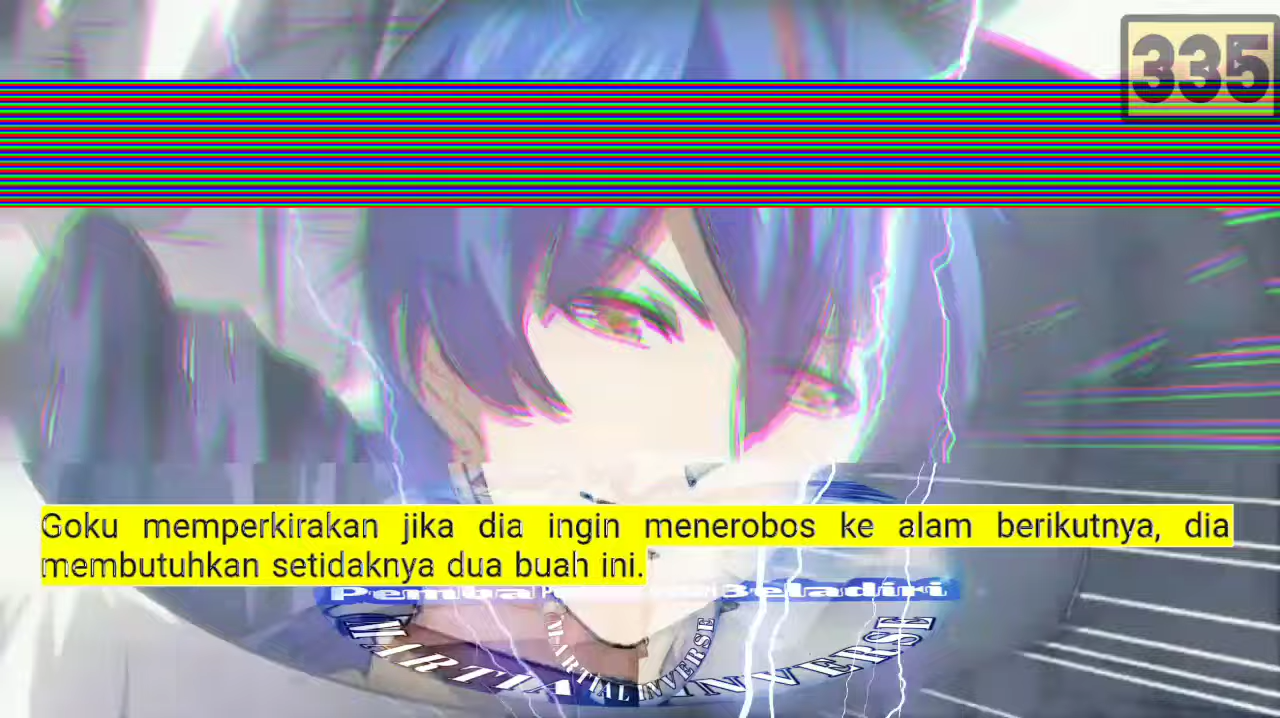 335
Goku memperkirakan jika dia ingin menerobos ke alam berikutnya, dia
membutuhkan setidaknya dua buah ini.
Beladiri
MARTIAL INVERSE
MARTIAL INVERSE